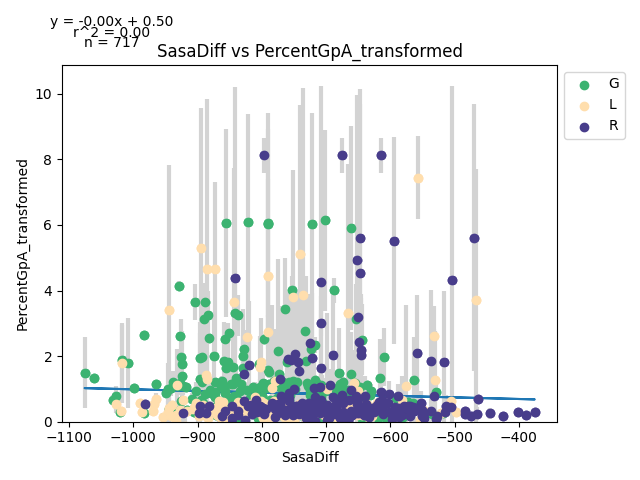 y = -0.00x + 0.50
r^2 = 0.00
n = 717
SasaDiff vs PercentGpA_transformed
PercentGpA_transformed
10
8
6
4
2
0
−1100 −1000 −900 −800 −700 −600 −500 −400
SasaDiff
G
L
R